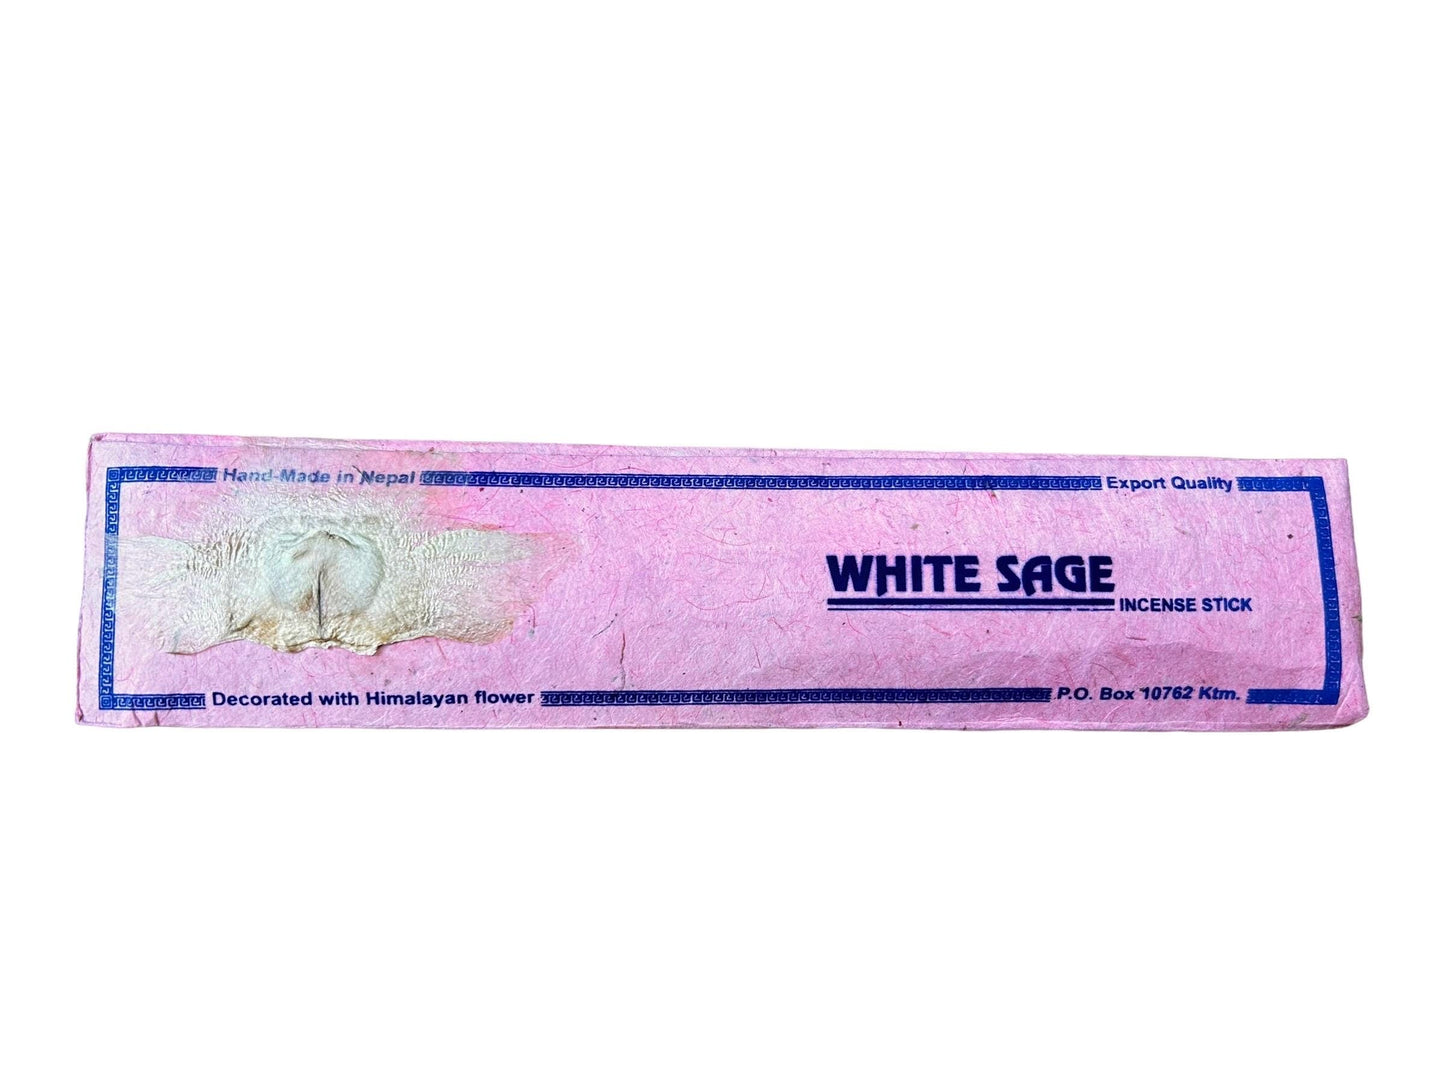 Hand-Made in Nepal
Export Quality
WHITE SAGE
INCENSE STICK
Decorated with Himalayan flower
P.O. Box 10762 Ktm.